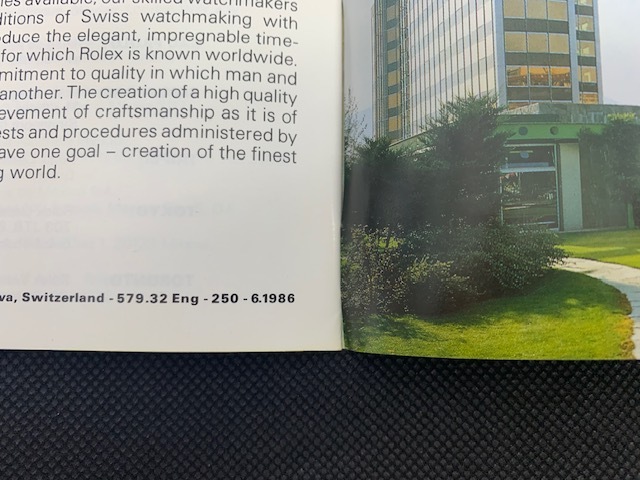 available, our skilled watchmakers
ditions of Swiss watchmaking with
duce the elegant, impregnable time-
for which Rolex is known worldwide.
mitment to quality in which man and
another. The creation of a high quality
evement of craftsmanship as it is of
ests and procedures administered by
ave one goal – creation of the finest
g world.
va, Switzerland - 579.32 Eng - 250 - 6.1986